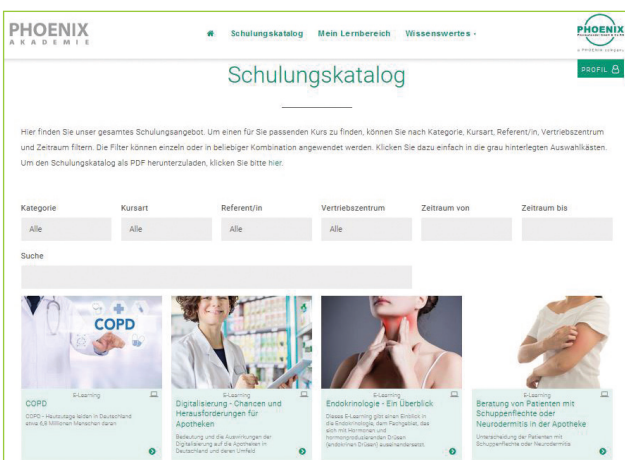 PHOENIX
AKADEMIE
Schulungskatalog Mein Lernbereich Wissenswertes
PHOENIX
a PHOENIX company
PROFIL
Schulungskatalog
Hier finden Sie unser gesamtes Schulungsangebot. Um einen für Sie passenden Kurs zu finden, können Sie nach Kategorie, Kursart, Referent/in, Vertriebszentrum
und Zeitraum filtern. Die Filter können einzeln oder in beliebiger Kombination angewendet werden. Klicken Sie dazu einfach in die grau hinterlegten Auswahlkästen.
Um den Schulungskatalog als PDF herunterzuladen, klicken Sie bitte hier.
Kategorie Kursart Referent/in Vertriebszentrum Zeitraum von Zeitraum bis
Alle Alle Alle Alle
Suche
COPD
E-Learning
COPD
COPD - Heutzutage leiden in Deutschland
etwa 6,8 Millionen Menschen daran
E-Learning
Digitalisierung - Chancen und
Herausforderungen für
Apotheken
Bedeutung und die Auswirkungen der
Digitalisierung auf die Apotheken in
Deutschland und deren Umfeld
E-Learning
Endokrinologie - Ein Überblick
Dieses E-Learning gibt einen Einblick in
die Endokrinologie, dem Fachgebiet, das
sich mit Hormonen und
hormonproduzierenden Drüsen
(endokrinen Drüsen) auseinandersetzt.
E-Learning
Beratung von Patienten mit
Schuppenflechte oder
Neurodermitis in der Apotheke
Unterscheidung der Patienten mit
Schuppenflechte oder Neurodermitis